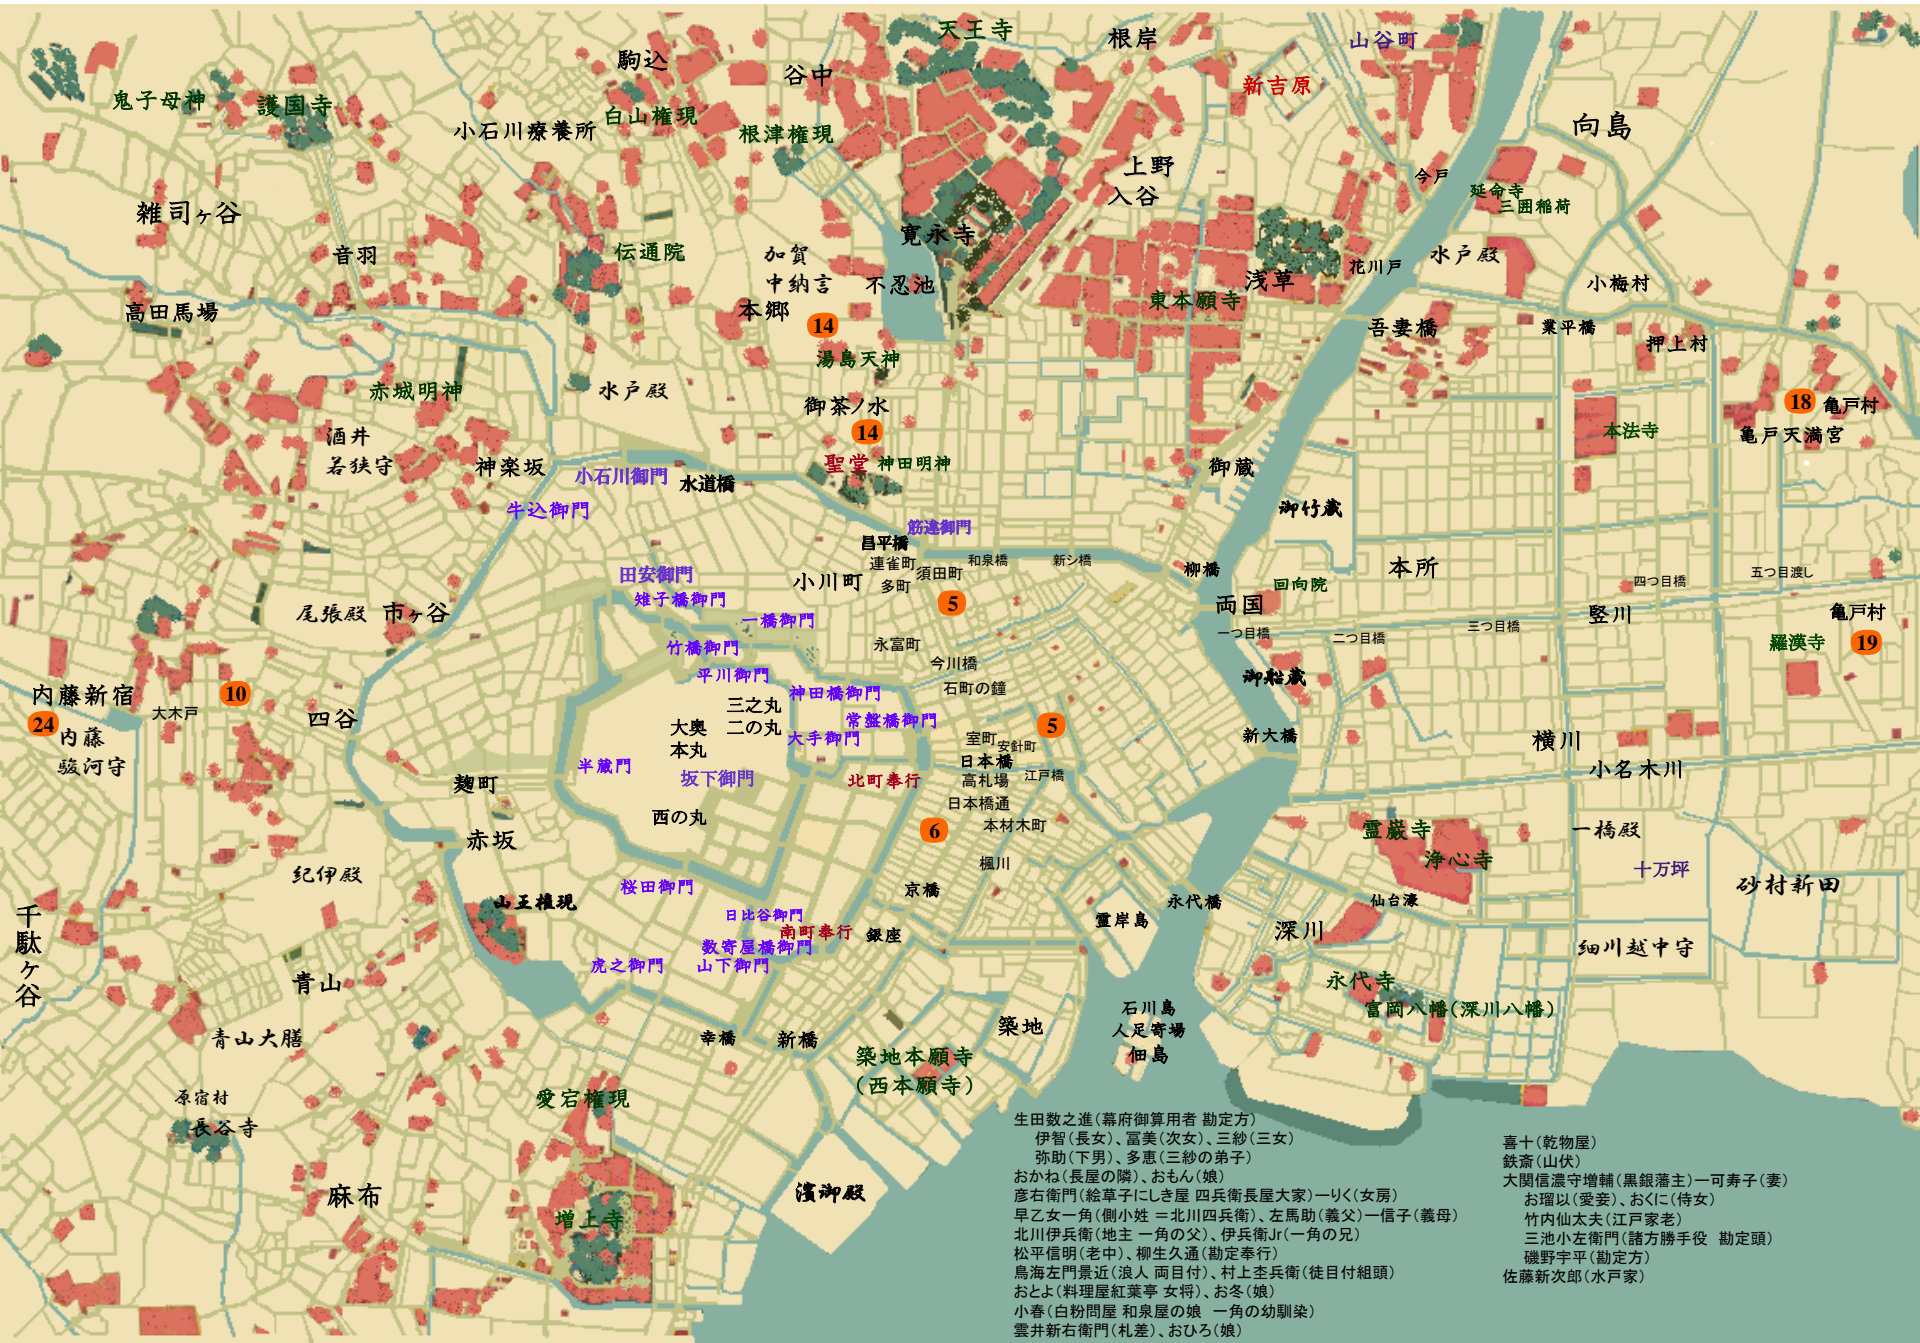 天王寺
根岸
山谷町
駒込
谷中
新吉原
鬼子母神
護国寺
白山権現
小石川療養所
根津権現
向島
上野
入谷
今戸
延命寺
三囲稲荷
雑司ヶ谷
音羽
伝通院
加賀
中納言
寛永寺
不忍池
浅草
花川戸
水戸殿
小梅村
東本願寺
高田馬場
本郷
14
吾妻橋
業平橋
押上村
湯島天神
赤城明神
水戸殿
御茶ノ水
14
18
亀戸村
亀戸天満宮
本法寺
酒井
若狭守
神楽坂
小石川御門
水道橋
聖堂
神田明神
御蔵
牛込御門
筋違御門
御竹蔵
昌平橋
連雀町
須田町
和泉橋
新シ橋
柳橋
本所
田安御門
小川町
多町
5
回向院
四つ目橋
五つ目渡し
雉子橋御門
一橋御門
両国
竪川
亀戸村
尾張殿
市ヶ谷
竹橋御門
永富町
一つ目橋
二つ目橋
三つ目橋
羅漢寺
19
平川御門
今川橋
神田橋御門
石町の鐘
御船蔵
内藤新宿
大木戸
10
四谷
三之丸
大奥
二の丸
本丸
常盤橋御門
大手御門
24
内藤
駿河守
5
室町
安針町
新大橋
横川
半蔵門
坂下御門
北町奉行
日本橋
高札場
江戸橋
小名木川
麹町
西の丸
日本橋通
本材木町
6
赤坂
霊巌寺
浄心寺
一橋殿
楓川
十万坪
紀伊殿
桜田御門
京橋
永代橋
仙台濠
砂村新田
山王権現
日比谷御門
南町奉行
銀座
霊岸島
深川
千駄ヶ谷
数寄屋橋御門
虎之御門
山下御門
細川越中守
青山
永代寺
富岡八幡(深川八幡)
石川島
人足寄場
佃島
青山大膳
幸橋
新橋
築地
築地本願寺
(西本願寺)
原宿村
長谷寺
愛宕権現
麻布
濱御殿
増上寺
生田数之進(幕府御算用者 勘定方)
伊智(長女)、冨美(次女)、三紗(三女)
弥助(下男)、多恵(三紗の弟子)
おかね(長屋の隣)、おもん(娘)
彦右衛門(絵草子にしき屋 四兵衛長屋大家)ーりく(女房)
早乙女一角(側小姓 =北川四兵衛)、左馬助(義父)ー信子(義母)
北川伊兵衛(地主 一角の父)、伊兵衛Jr(一角の兄)
松平信明(老中)、柳生久通(勘定奉行)
鳥海左門景近(浪人 両目付)、村上杢兵衛(徒目付組頭)
おとよ(料理屋紅葉亭 女将)、お冬(娘)
小春(白粉問屋 和泉屋の娘 一角の幼馴染)
雲井新右衛門(札差)、おひろ(娘)
喜十(乾物屋)
鉄斎(山伏)
大関信濃守増輔(黒銀藩主)ー可寿子(妻)
お瑠以(愛妾)、おくに(侍女)
竹内仙太夫(江戸家老)
三池小左衛門(諸方勝手役 勘定頭)
磯野宇平(勘定方)
佐藤新次郎(水戸家)